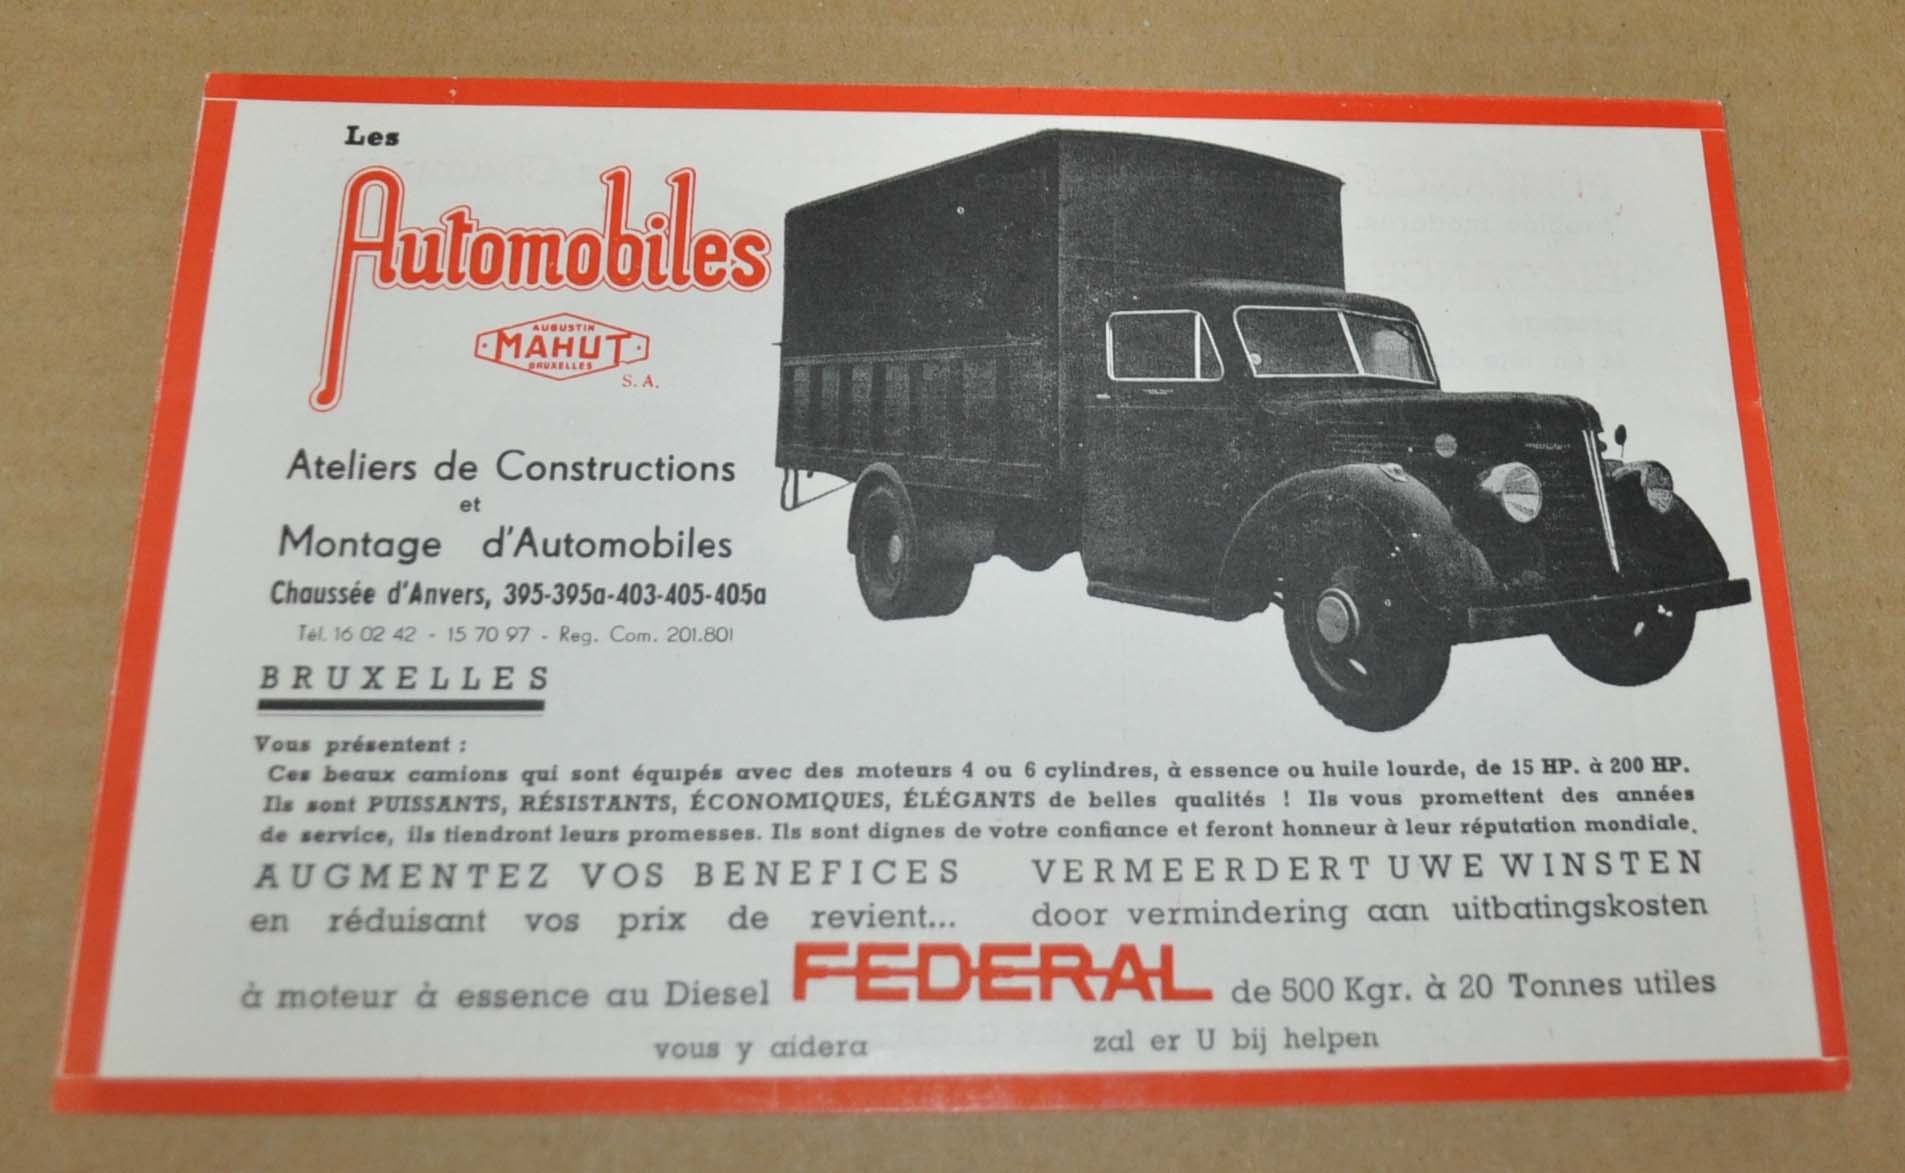 Les
Automobiles
AUGUSTIN
MAHUT
BRUXELLES
S. A.
Ateliers de Constructions
et
Montage d'Automobiles
Chaussée d'Anvers, 395-395a-403-405-405a
Tél. 16 02 42 - 15 70 97 - Reg. Com. 201.801
BRUXELLES
Vous présentent :
Ces beaux camions qui sont équipés avec des moteurs 4 ou 6 cylindres, à essence ou huile lourde, de 15 HP. à 200 HP.
Ils sont PUISSANTS, RÉSISTANTS, ÉCONOMIQUES, ÉLÉGANTS de belles qualités ! Ils vous promettent des années
de service, ils tiendront leurs promesses. Ils sont dignes de votre confiance et feront honneur à leur réputation mondiale.
AUGMENTEZ VOS BENEFICES
en réduisant vos prix de revient...
VERMEERDERT UWE WINSTEN
door vermindering aan uitbatingskosten
à moteur à essence au Diesel FEDERAL de 500 Kgr. à 20 Tonnes utiles
vous y aidera
zal er U bij helpen